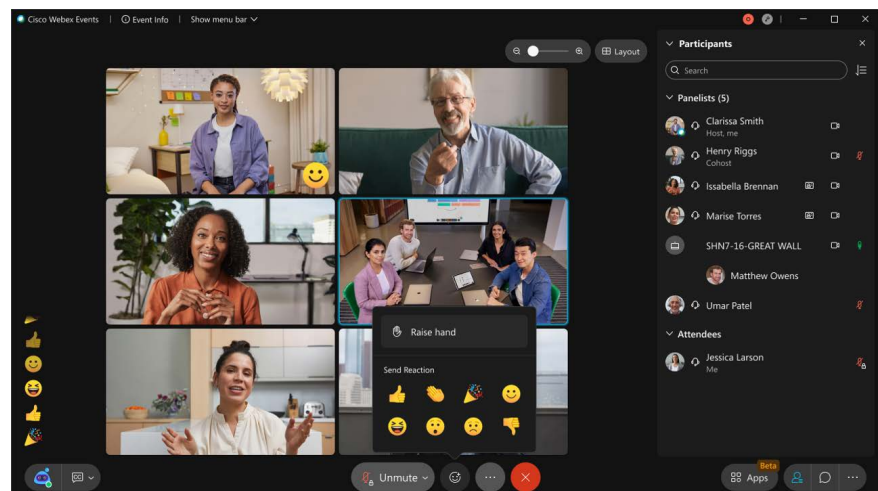 Cisco Webex Events
Event Info
Show menu bar
Layout
Participants
Search
Panelists (5)
Clarissa Smith
Host, me
Henry Riggs
Cohost
Issabella Brennan
Marise Torres
SHN7-16-GREAT WALL
Matthew Owens
Umar Patel
Attendees
Jessica Larson
Me
Raise hand
Send Reaction
CC
Unmute
Beta
Apps